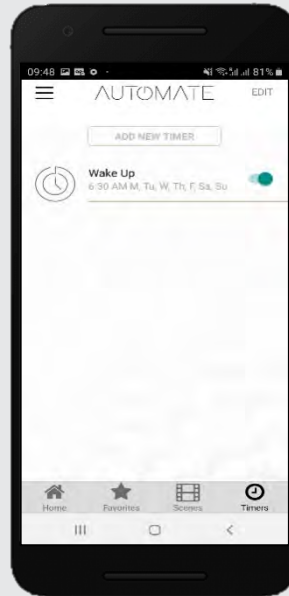 09:48 81%
AUTOMATE EDIT
ADD NEW TIMER
Wake Up
6:30 AM M, Tu, W, Th, F, Sa, Su
Home Favorites Scenes Timers